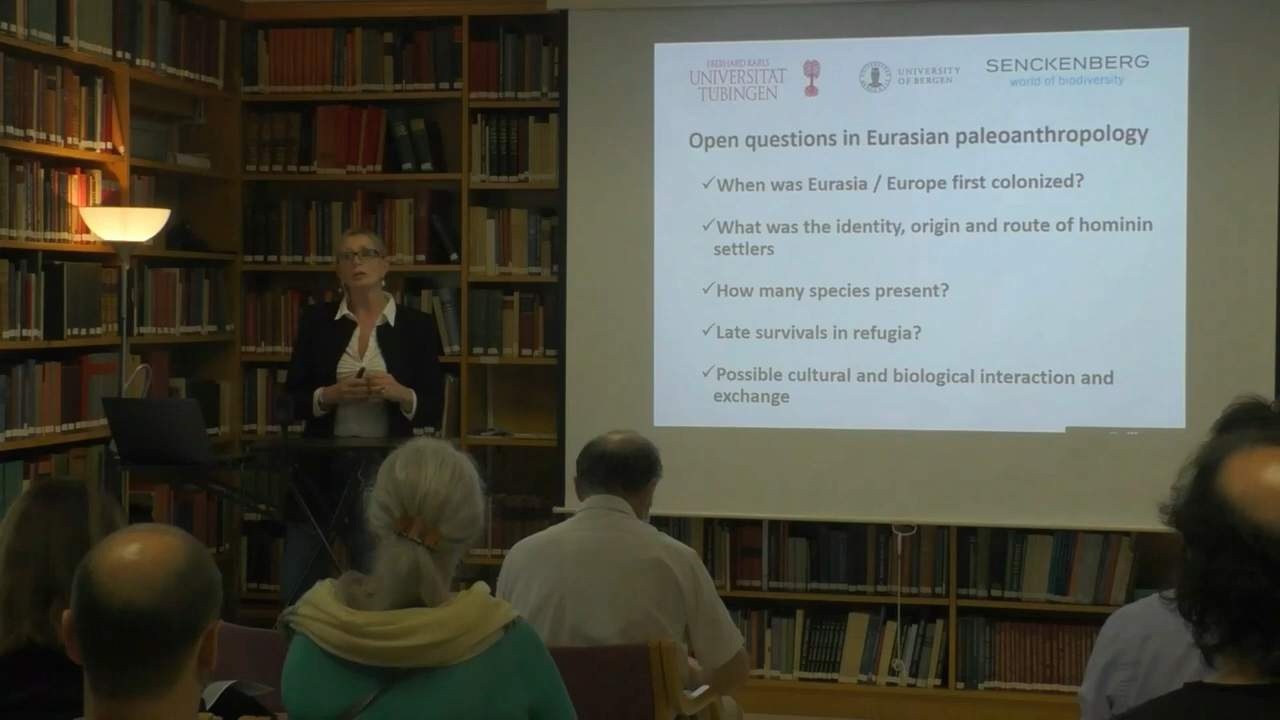 EBERHARD KARLS
UNIVERSITÄT
TÜBINGEN
UNIVERSITY
OF BERGEN
SENCKENBERG
world of biodiversity
Open questions in Eurasian paleoanthropology
✓When was Eurasia / Europe first colonized?
✓What was the identity, origin and route of hominin
settlers
✓How many species present?
✓Late survivals in refugia?
✓Possible cultural and biological interaction and
exchange